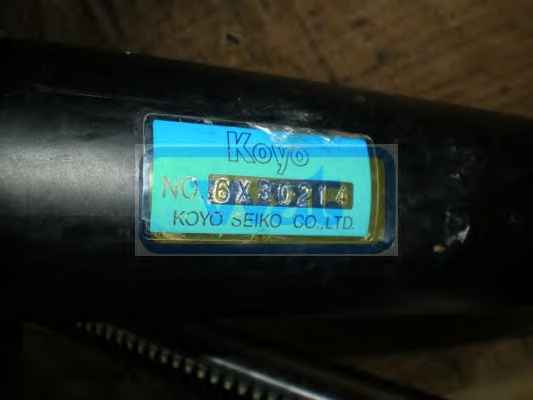 Koyo
NO. 6X30214
KOYO SEIKO CO.,LTD.